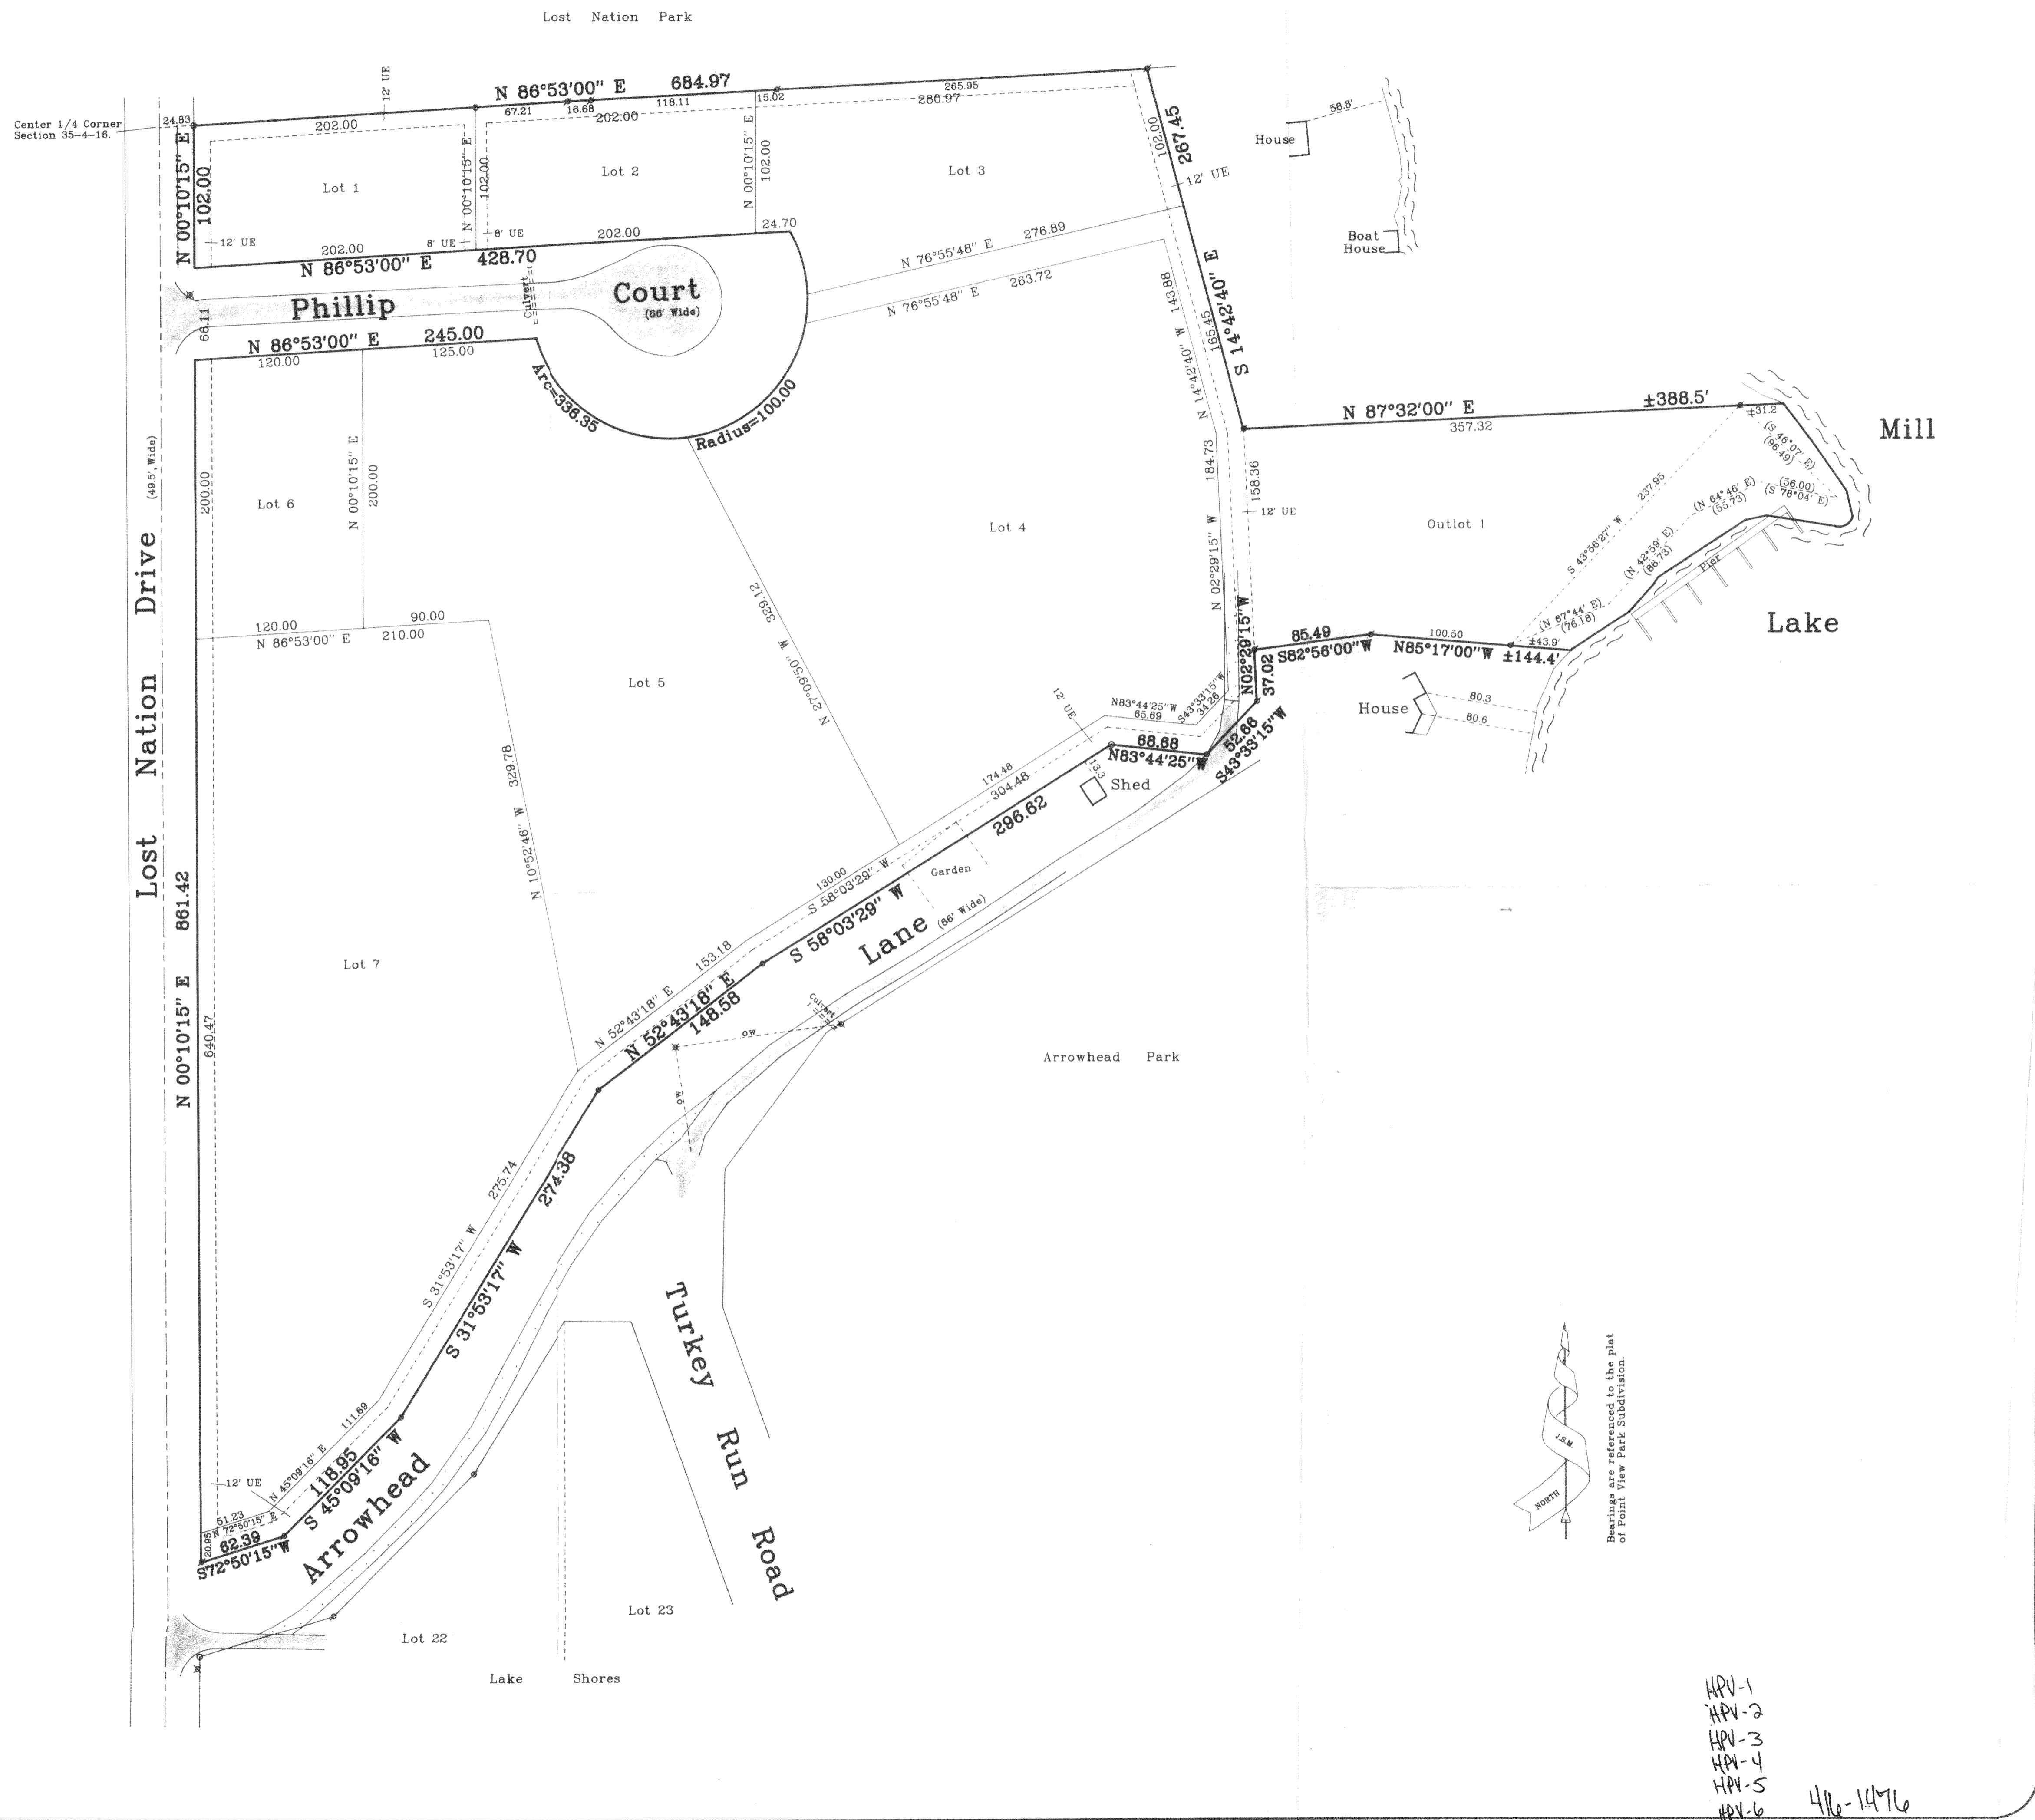 Lost Nation Park
N 86°53'00" E 684.97
12' UE
Center 1/4 Corner
Section 35-4-16.
24.83
67.21
16.68
118.11
15.02
265.95
202.00
202.00
280.97
N 00°10'15" E
102.00
Lot 1
N 00°10'15" E
102.00
Lot 2
N 00°10'15" E
102.00
Lot 3
102.00
267.45
12' UE
House
58.8'
Boat
House
12' UE
8' UE
8' UE
202.00
202.00
24.70
N 86°53'00" E 428.70
N 76°55'48" E 276.89
N 76°55'48" E 263.72
Phillip Court
(66' Wide)
Culvert
66.11
N 86°53'00" E 245.00
120.00
125.00
Arc=336.35
Radius=100.00
N 14°42'40" W 143.88
165.45
S 14°42'40" E
N 87°32'00" E ±388.5'
357.32
±31.2'
(S 46°07' E)
(96.49)
Mill
Lake
Lost Nation Drive (49.5' Wide)
200.00
Lot 6
N 00°10'15" E
200.00
Lot 4
184.73
N 02°29'15" W
158.36
12' UE
Outlot 1
237.95
S 43°56'27" W
(N 64°46' E)
(55.73)
(56.00)
(S 78°04' E)
(N 42°59' E)
(86.73)
Pier
(N 67°44' E)
(76.18)
120.00
90.00
N 86°53'00" E 210.00
N 27°09'50" W 329.12
Lot 5
N02°29'15"W
37.02
85.49
S82°56'00"W
100.50
N85°17'00"W
±43.9'
±144.4'
House
80.3
80.6
12' UE
N83°44'25"W
65.69
S43°33'15"W
34.26
68.68
N83°44'25"W
52.66
S43°33'15"W
13.3
Shed
N 10°52'46" W 329.78
174.48
304.48
296.62
130.00
S 58°03'29" W
S 58°03'29" W
Garden
Lane (66' Wide)
N 00°10'15" E 861.42
640.47
Lot 7
N 52°43'18" E 153.18
N 52°43'18" E
148.58
Culvert
OW
OW
Arrowhead Park
S 31°53'17" W 275.74
S 31°53'17" W 274.38
Turkey Run Road
N 45°09'16" E 111.69
118.95
S 45°09'16" W
Arrowhead
12' UE
51.23
N 72°50'15" E
20.95
62.39
S72°50'15"W
Lot 23
Lot 22
Lake Shores
J.S.M.
NORTH
Bearings are referenced to the plat
of Point View Park Subdivision.
HPV-1
HPV-2
HPV-3
HPV-4
HPV-5
HPV-6
416-1476